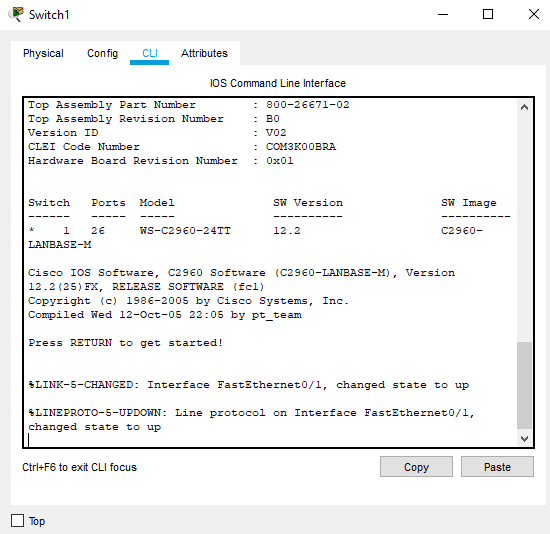 Switch1
Physical Config CLI Attributes
IOS Command Line Interface
Top Assembly Part Number : 800-26671-02
Top Assembly Revision Number : B0
Version ID : V02
CLEI Code Number : COM3K00BRA
Hardware Board Revision Number : 0x01
Switch Ports Model SW Version SW Image
------ ----- ----- ---------- ----------
* 1 26 WS-C2960-24TT 12.2 C2960-
LANBASE-M
Cisco IOS Software, C2960 Software (C2960-LANBASE-M), Version
12.2(25)FX, RELEASE SOFTWARE (fc1)
Copyright (c) 1986-2005 by Cisco Systems, Inc.
Compiled Wed 12-Oct-05 22:05 by pt_team
Press RETURN to get started!
%LINK-5-CHANGED: Interface FastEthernet0/1, changed state to up
%LINEPROTO-5-UPDOWN: Line protocol on Interface FastEthernet0/1,
changed state to up
Ctrl+F6 to exit CLI focus Copy Paste
Top